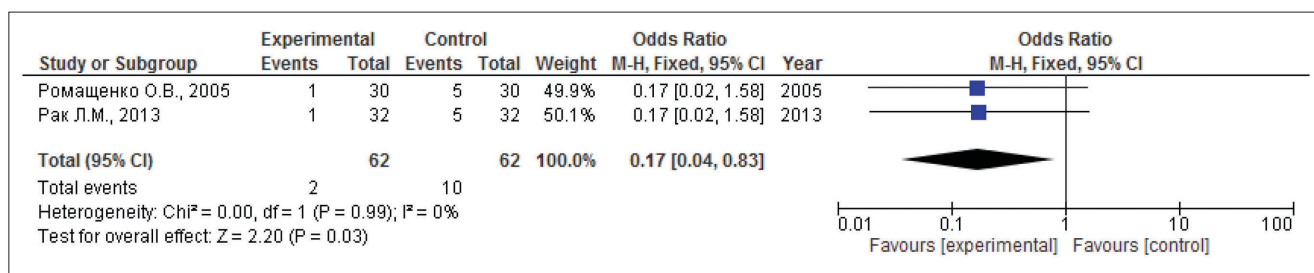 Experimental Control Odds Ratio Odds Ratio
Study or Subgroup Events Total Events Total Weight M-H, Fixed, 95% CI Year M-H, Fixed, 95% CI
Ромащенко О.В., 2005 1 30 5 30 49.9% 0.17 [0.02, 1.58] 2005
Рак Л.М., 2013 1 32 5 32 50.1% 0.17 [0.02, 1.58] 2013
Total (95% CI) 62 62 100.0% 0.17 [0.04, 0.83]
Total events 2 10
Heterogeneity: Chi² = 0.00, df = 1 (P = 0.99); I² = 0%
Test for overall effect: Z = 2.20 (P = 0.03)
0.01 0.1 1 10 100
Favours [experimental] Favours [control]